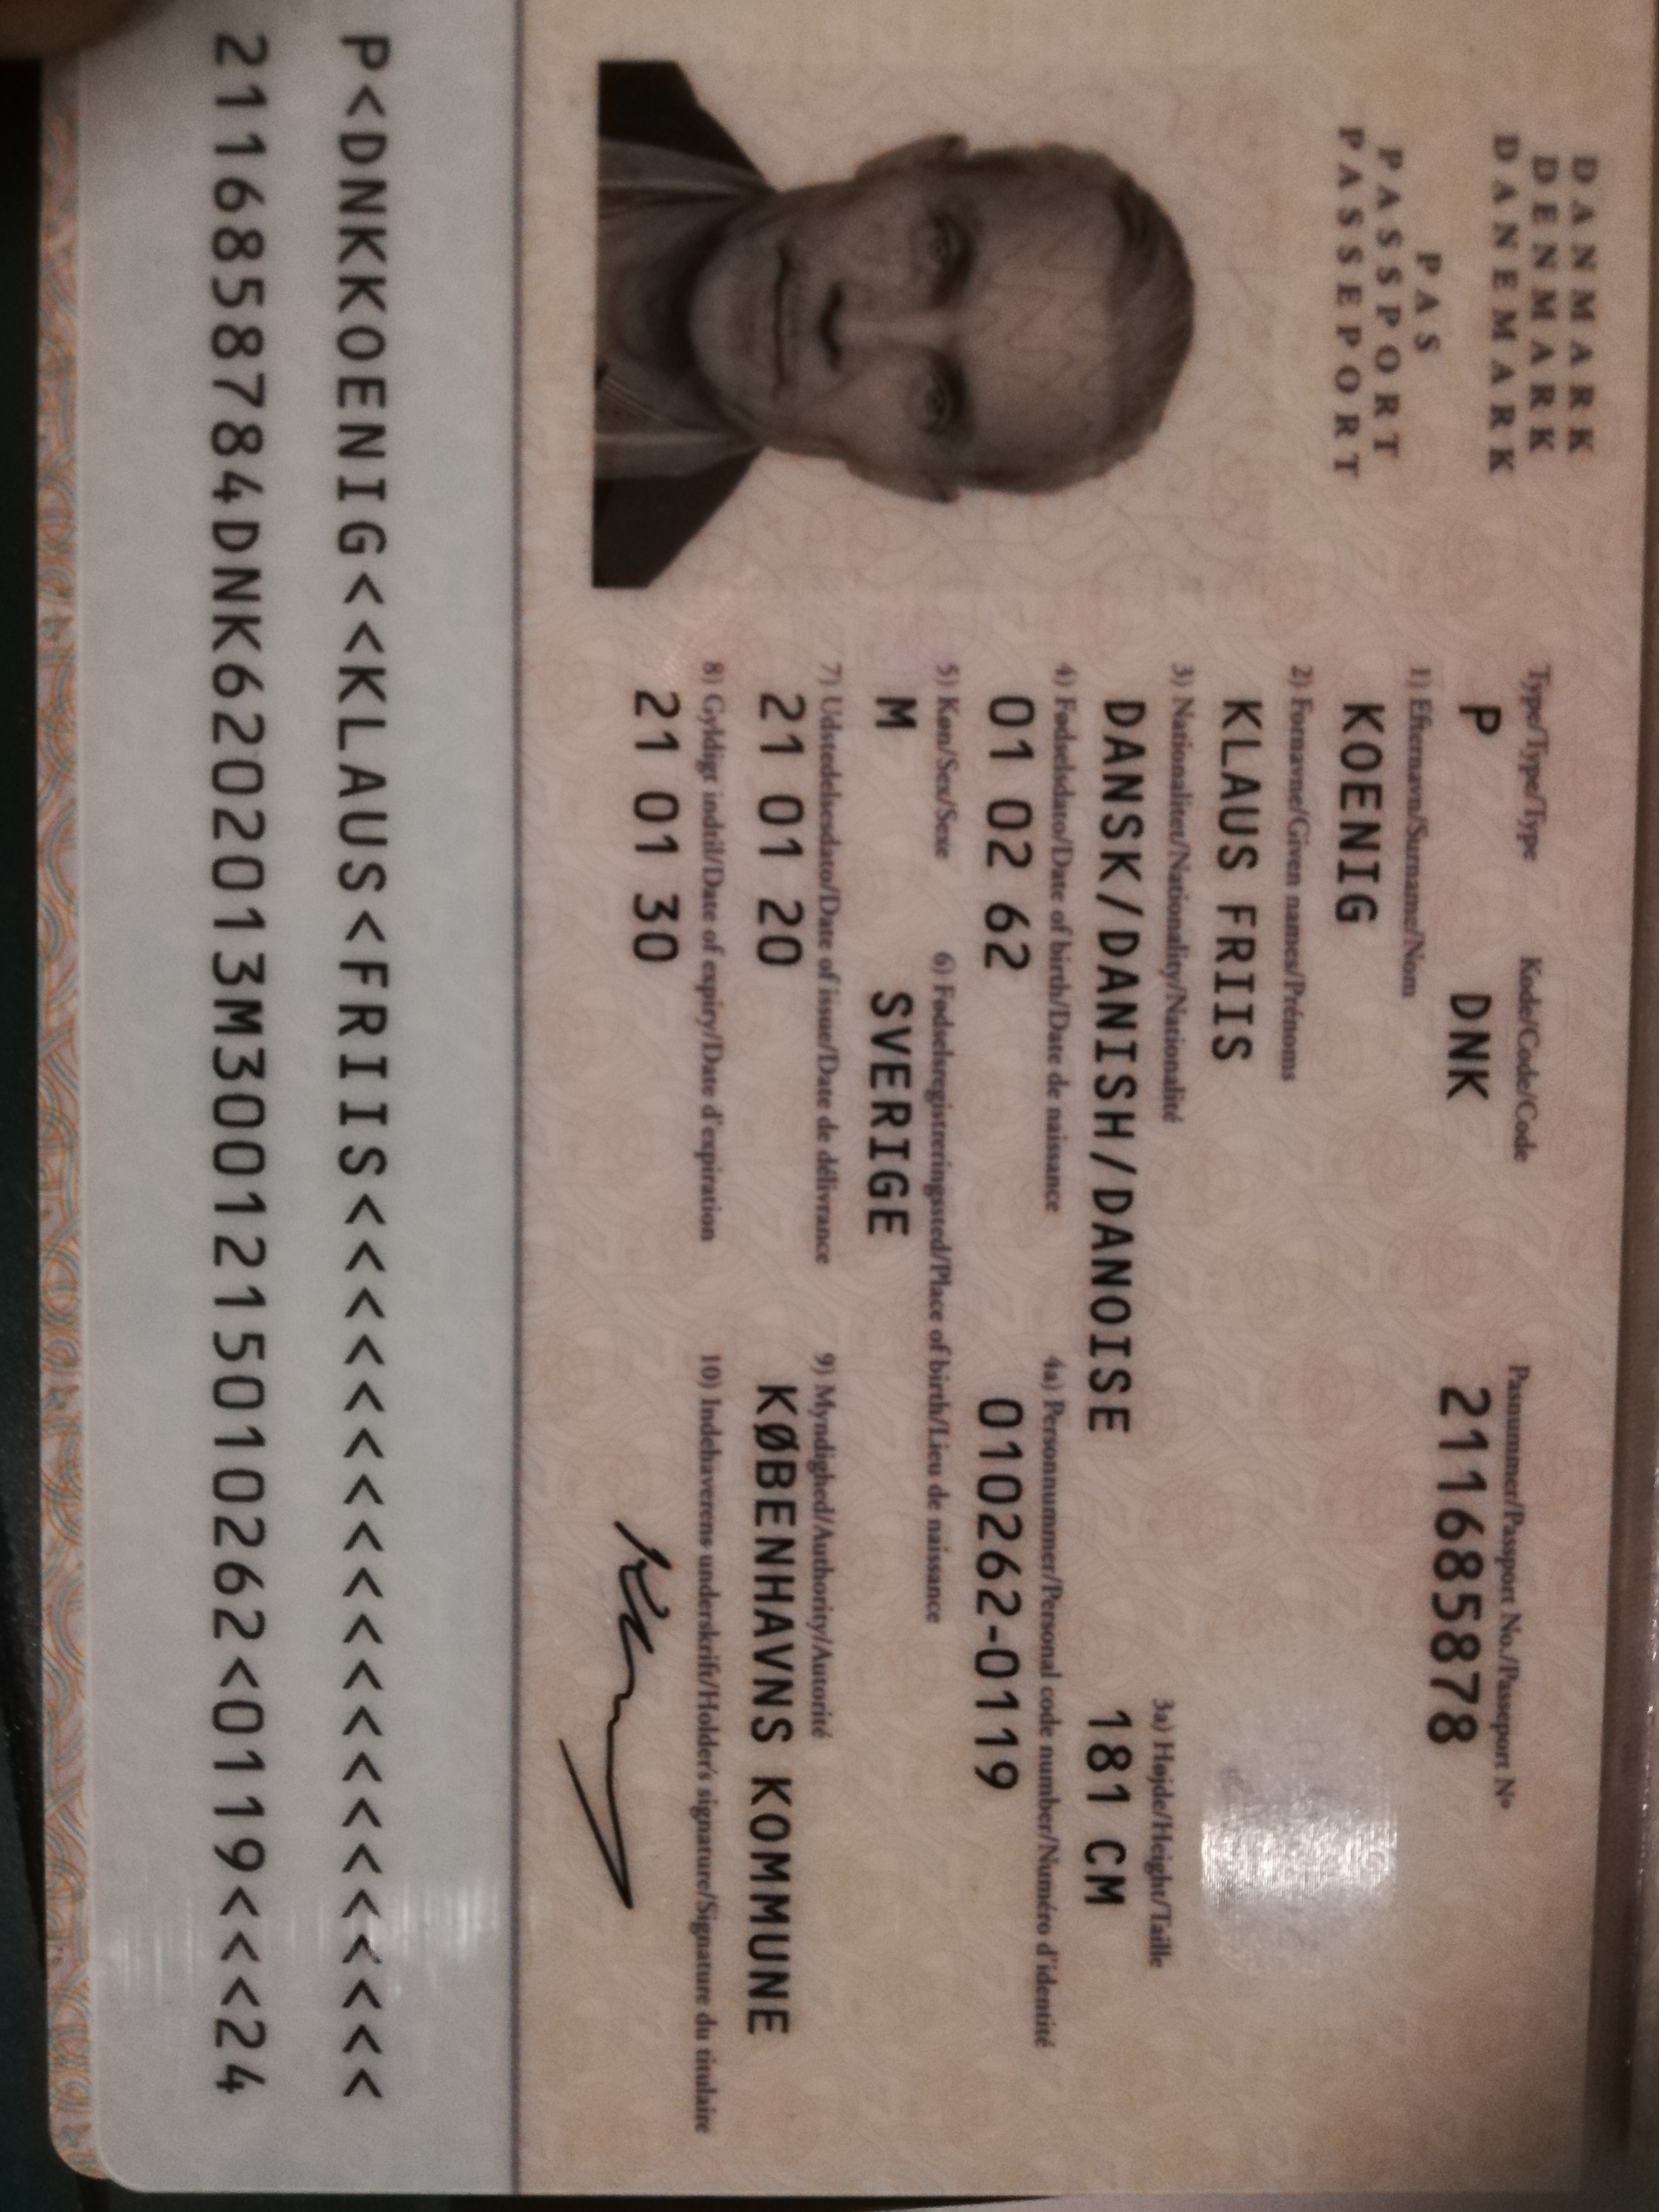 DANMARK
DENMARK
DANEMARK
PAS
PASSPORT
PASSEPORT
Type/Type/Type Kode/Code/Code Pasnummer/Passport No./Passeport Nº
P DNK 211685878
1) Efternavn/Surname/Nom
KOENIG
2) Fornavne/Given names/Prénoms
KLAUS FRIIS
3) Nationalitet/Nationality/Nationalité 3a) Højde/Height/Taille
DANSK/DANISH/DANOISE 181 CM
4) Fødselsdato/Date of birth/Date de naissance 4a) Personnummer/Personal code number/Numéro d'identité
01 02 62 010262-0119
5) Køn/Sex/Sexe 6) Fødselsregistreringssted/Place of birth/Lieu de naissance
M SVERIGE
7) Udstedelsesdato/Date of issue/Date de délivrance 9) Myndighed/Authority/Autorité
21 01 20 KØBENHAVNS KOMMUNE
8) Gyldigt indtil/Date of expiry/Date d'expiration 10) Indehaverens underskrift/Holder's signature/Signature du titulaire
21 01 30
P<DNKKOENIG<<KLAUS<FRIIS<<<<<<<<<<<<<<<<<<<<
2116858784DNK6202013M3001215010262<0119<<<24